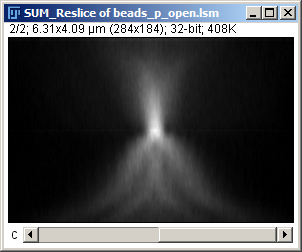 SUM_Reslice of beads_p_open.lsm
2/2; 6.31x4.09 µm (284x184); 32-bit; 408K
c